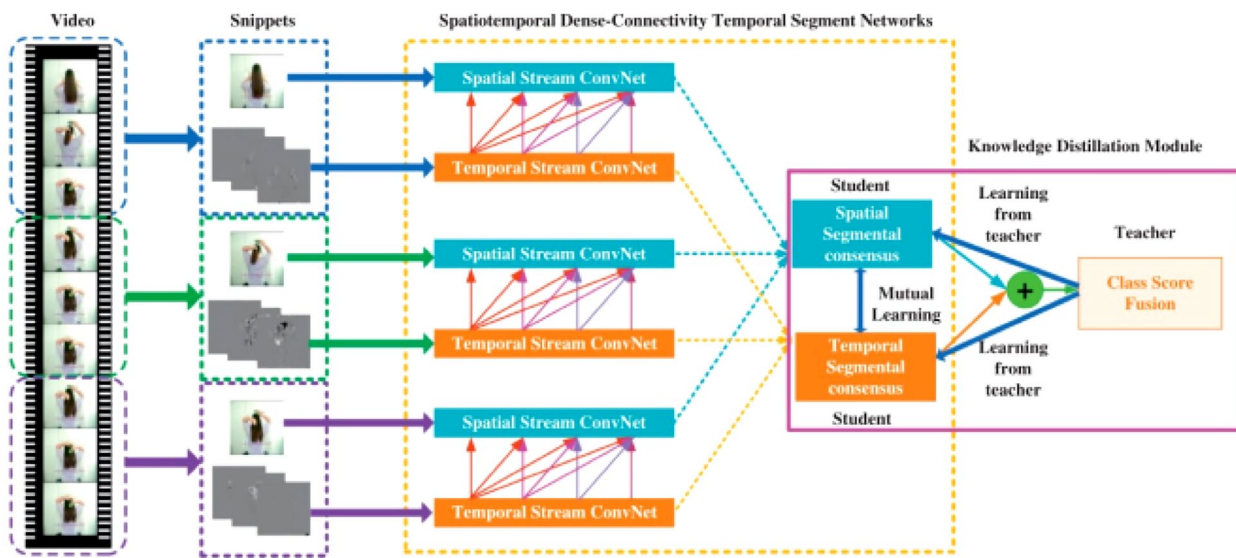 Video
Snippets
Spatiotemporal Dense-Connectivity Temporal Segment Networks
Spatial Stream ConvNet
Temporal Stream ConvNet
Spatial Stream ConvNet
Temporal Stream ConvNet
Spatial Stream ConvNet
Temporal Stream ConvNet
Knowledge Distillation Module
Student
Spatial
Segmental
consensus
Mutual
Learning
Temporal
Segmental
consensus
Student
Learning
from
teacher
+
Learning
from
teacher
Teacher
Class Score
Fusion